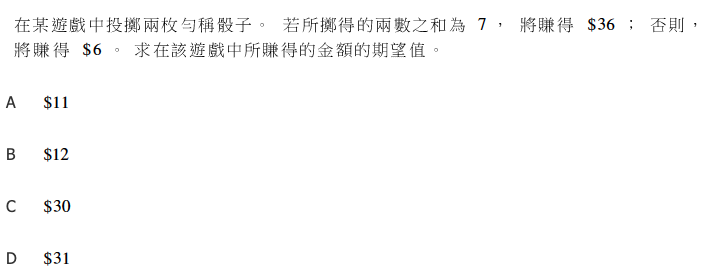 在某遊戲中投擲兩枚勻稱骰子。 若所擲得的兩數之和為 7 , 將賺得 $36 ; 否則,
將賺得 $6 。 求在該遊戲中所賺得的金額的期望值。
A $11
B $12
C $30
D $31